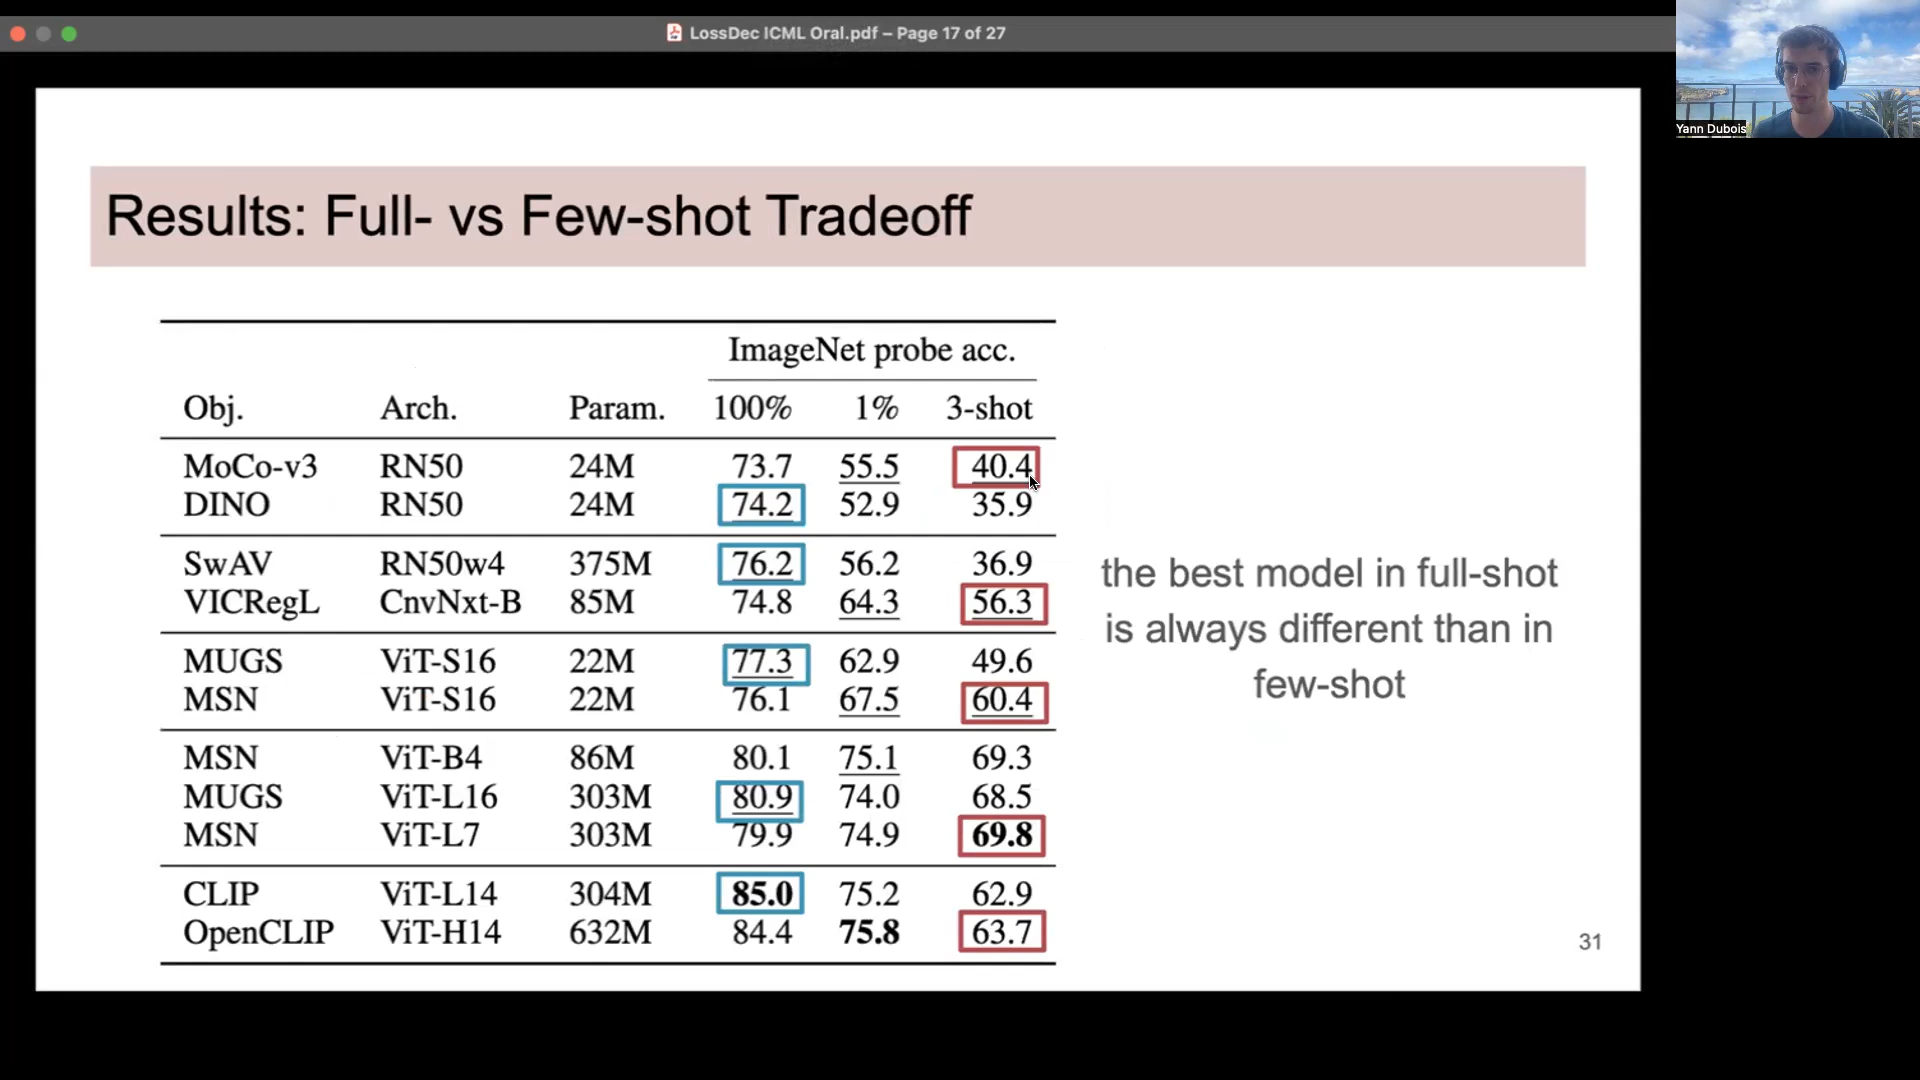 LossDec ICML Oral.pdf – Page 17 of 27
Yann Dubois
Results: Full- vs Few-shot Tradeoff
ImageNet probe acc.
Obj. Arch. Param. 100% 1% 3-shot
MoCo-v3 RN50 24M 73.7 55.5 40.4
DINO RN50 24M 74.2 52.9 35.9
SwAV RN50w4 375M 76.2 56.2 36.9
VICRegL CnvNxt-B 85M 74.8 64.3 56.3
MUGS ViT-S16 22M 77.3 62.9 49.6
MSN ViT-S16 22M 76.1 67.5 60.4
MSN ViT-B4 86M 80.1 75.1 69.3
MUGS ViT-L16 303M 80.9 74.0 68.5
MSN ViT-L7 303M 79.9 74.9 69.8
CLIP ViT-L14 304M 85.0 75.2 62.9
OpenCLIP ViT-H14 632M 84.4 75.8 63.7
the best model in full-shot
is always different than in
few-shot
31